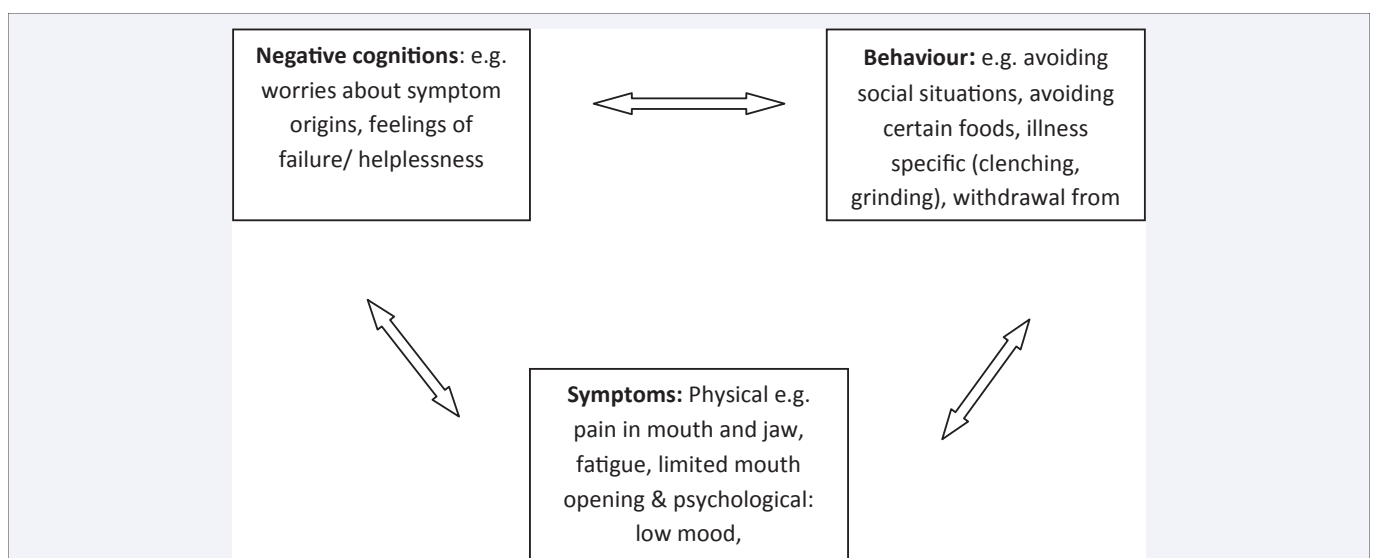 Negative cognitions: e.g.
worries about symptom
origins, feelings of
failure/ helplessness
Behaviour: e.g. avoiding
social situations, avoiding
certain foods, illness
specific (clenching,
grinding), withdrawal from
Symptoms: Physical e.g.
pain in mouth and jaw,
fatigue, limited mouth
opening & psychological:
low mood,